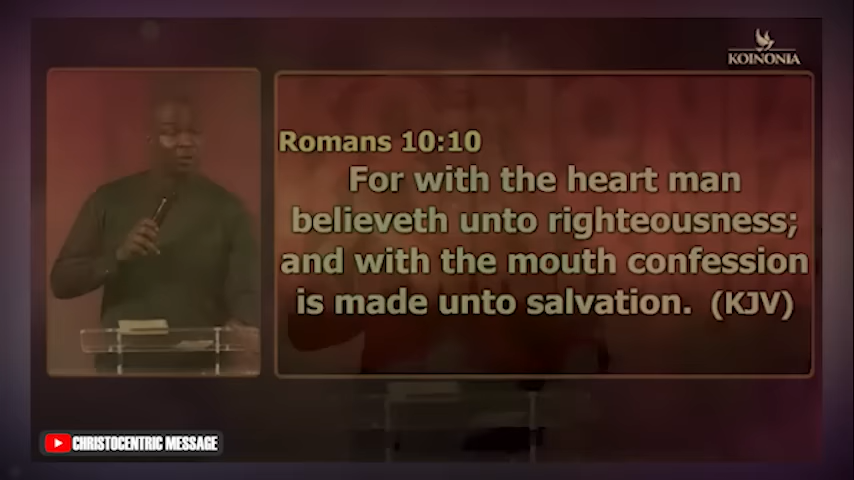 KOINONIA
Romans 10:10
For with the heart man
believeth unto righteousness;
and with the mouth confession
is made unto salvation. (KJV)
CHRISTOCENTRIC MESSAGE